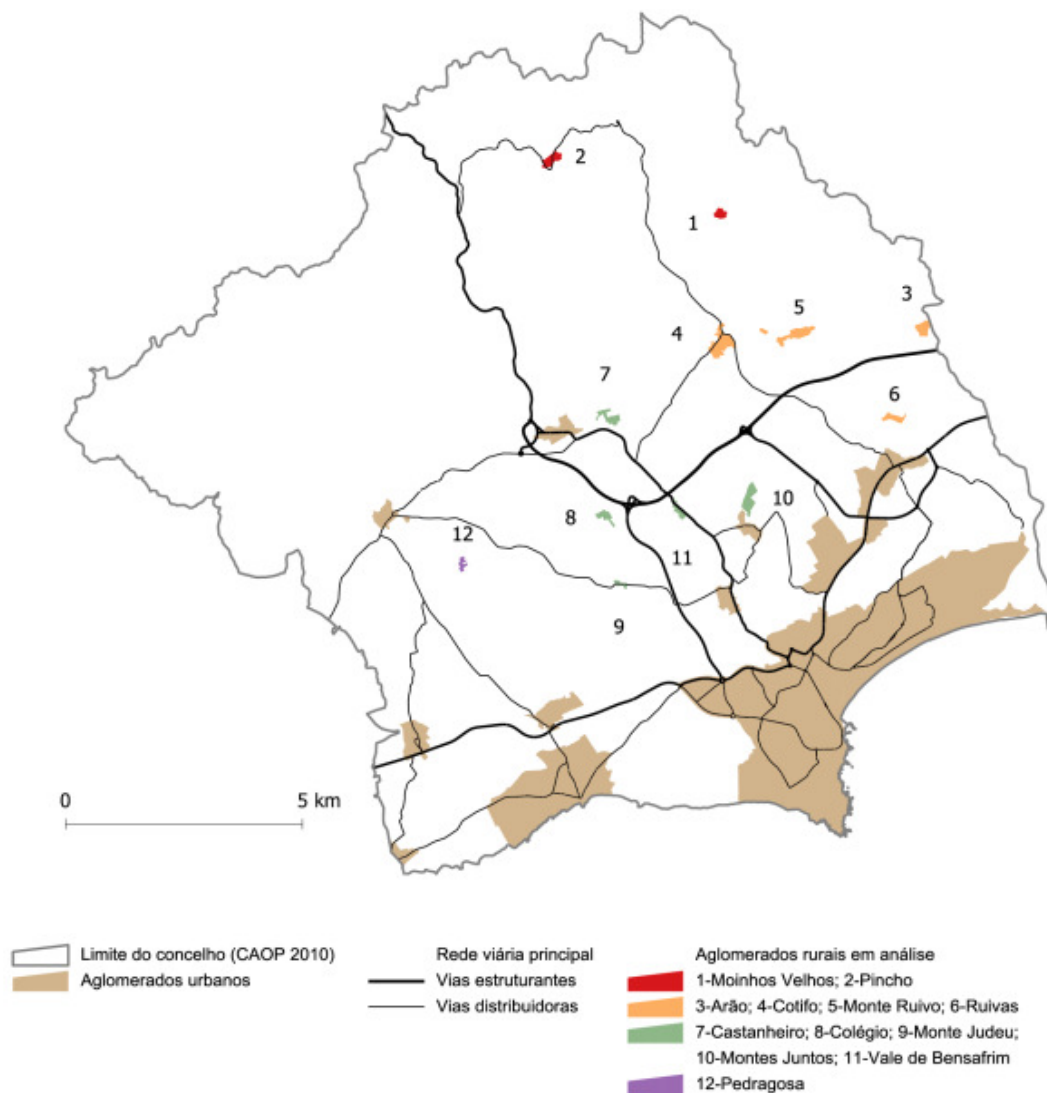 2
1
3
5
4
7
6
10
8
12
11
9
0 5 km
Limite do concelho (CAOP 2010)
Aglomerados urbanos
Rede viária principal
Vias estruturantes
Vias distribuidoras
Aglomerados rurais em análise
1-Moinhos Velhos; 2-Pincho
3-Arão; 4-Cotifo; 5-Monte Ruivo; 6-Ruivas
7-Castanheiro; 8-Colégio; 9-Monte Judeu;
10-Montes Juntos; 11-Vale de Bensafrim
12-Pedragosa